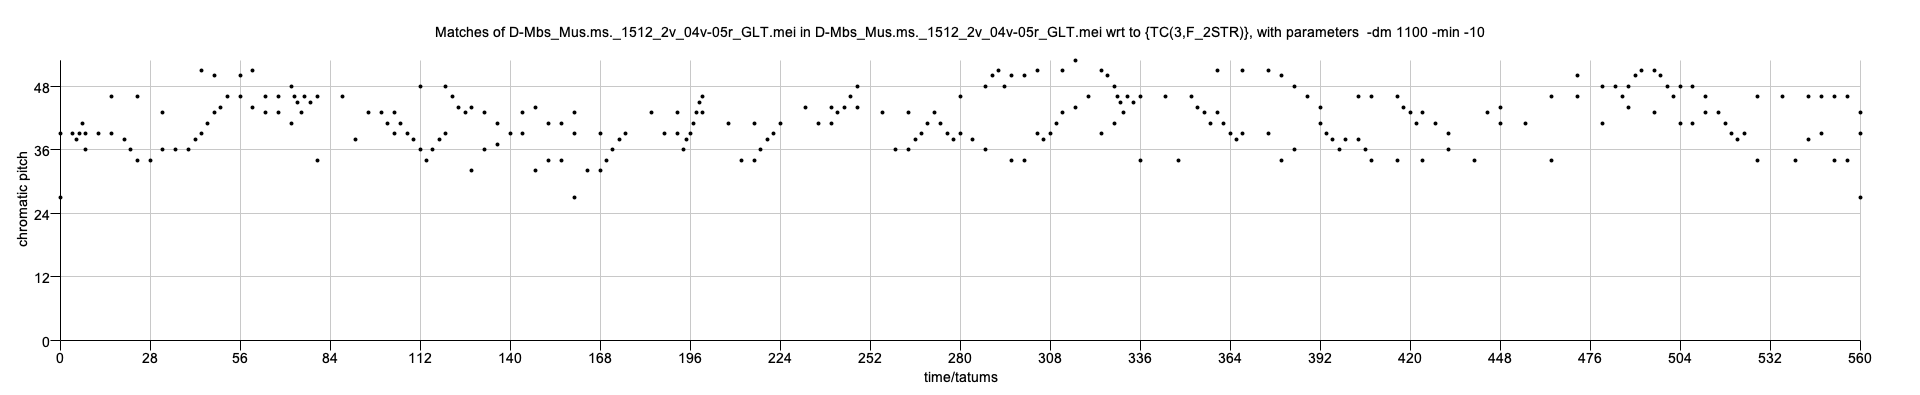 Matches of D-Mbs_Mus.ms._1512_2v_04v-05r_GLT.mei in D-Mbs_Mus.ms._1512_2v_04v-05r_GLT.mei wrt to {TC(3,F_2STR)}, with parameters  -dm 1100 -min -10
chromatic pitch
48
36
24
12
0
0 28 56 84 112 140 168 196 224 252 280 308 336 364 392 420 448 476 504 532 560
time/tatums